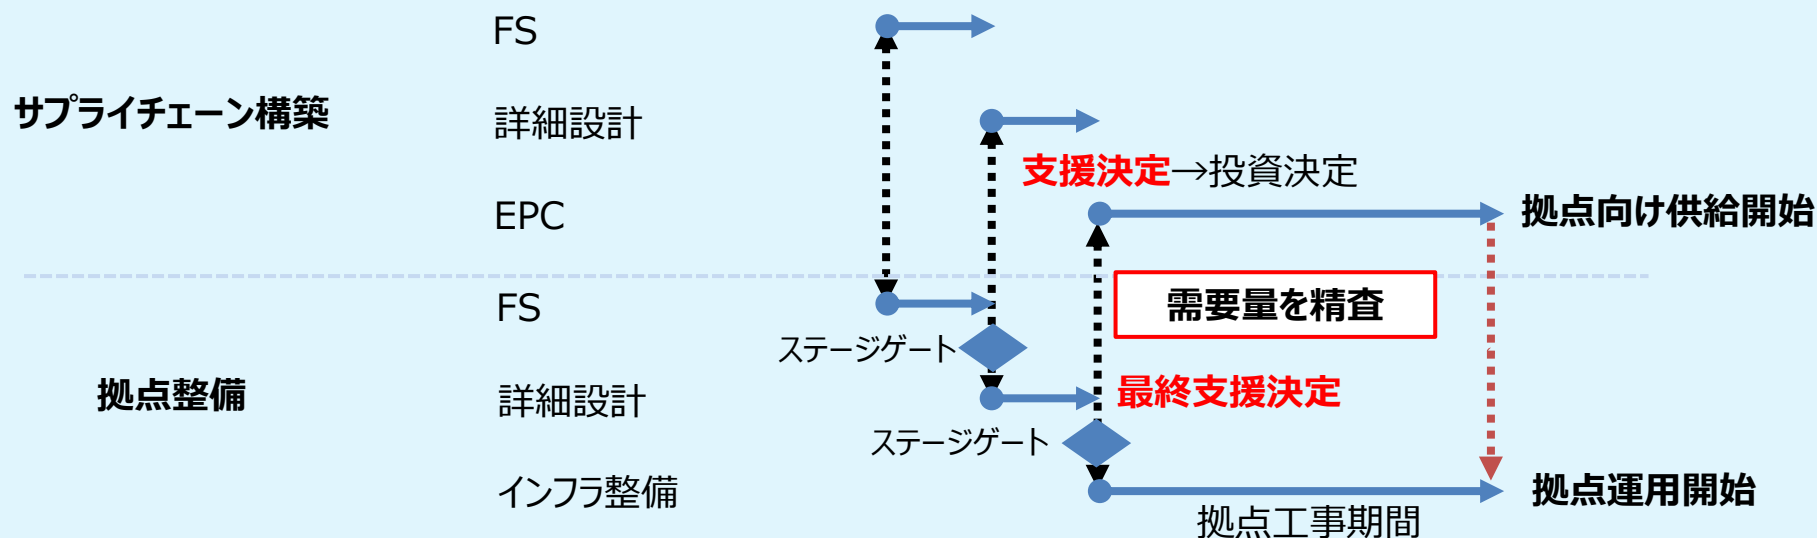 FS
サプライチェーン構築
詳細設計
支援決定→投資決定
EPC
拠点向け供給開始
需要量を精査
FS
ステージゲート
拠点整備
詳細設計
最終支援決定
ステージゲート
インフラ整備
拠点運用開始
拠点工事期間